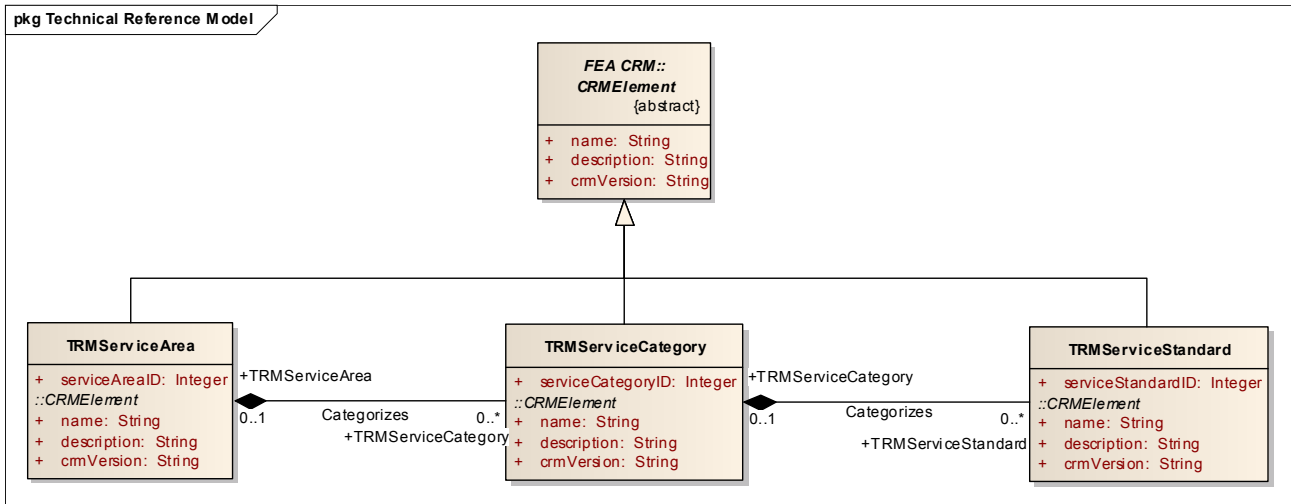 pkg Technical Reference Model
FEA CRM::
CRMElement
{abstract}
+ name: String
+ description: String
+ crmVersion: String
TRMServiceArea
+ serviceAreaID: Integer
::CRMElement
+ name: String
+ description: String
+ crmVersion: String
+TRMServiceArea
0..1
Categorizes
0..*
+TRMServiceCategory
TRMServiceCategory
+ serviceCategoryID: Integer
::CRMElement
+ name: String
+ description: String
+ crmVersion: String
+TRMServiceCategory
0..1
Categorizes
0..*
+TRMServiceStandard
TRMServiceStandard
+ serviceStandardID: Integer
::CRMElement
+ name: String
+ description: String
+ crmVersion: String